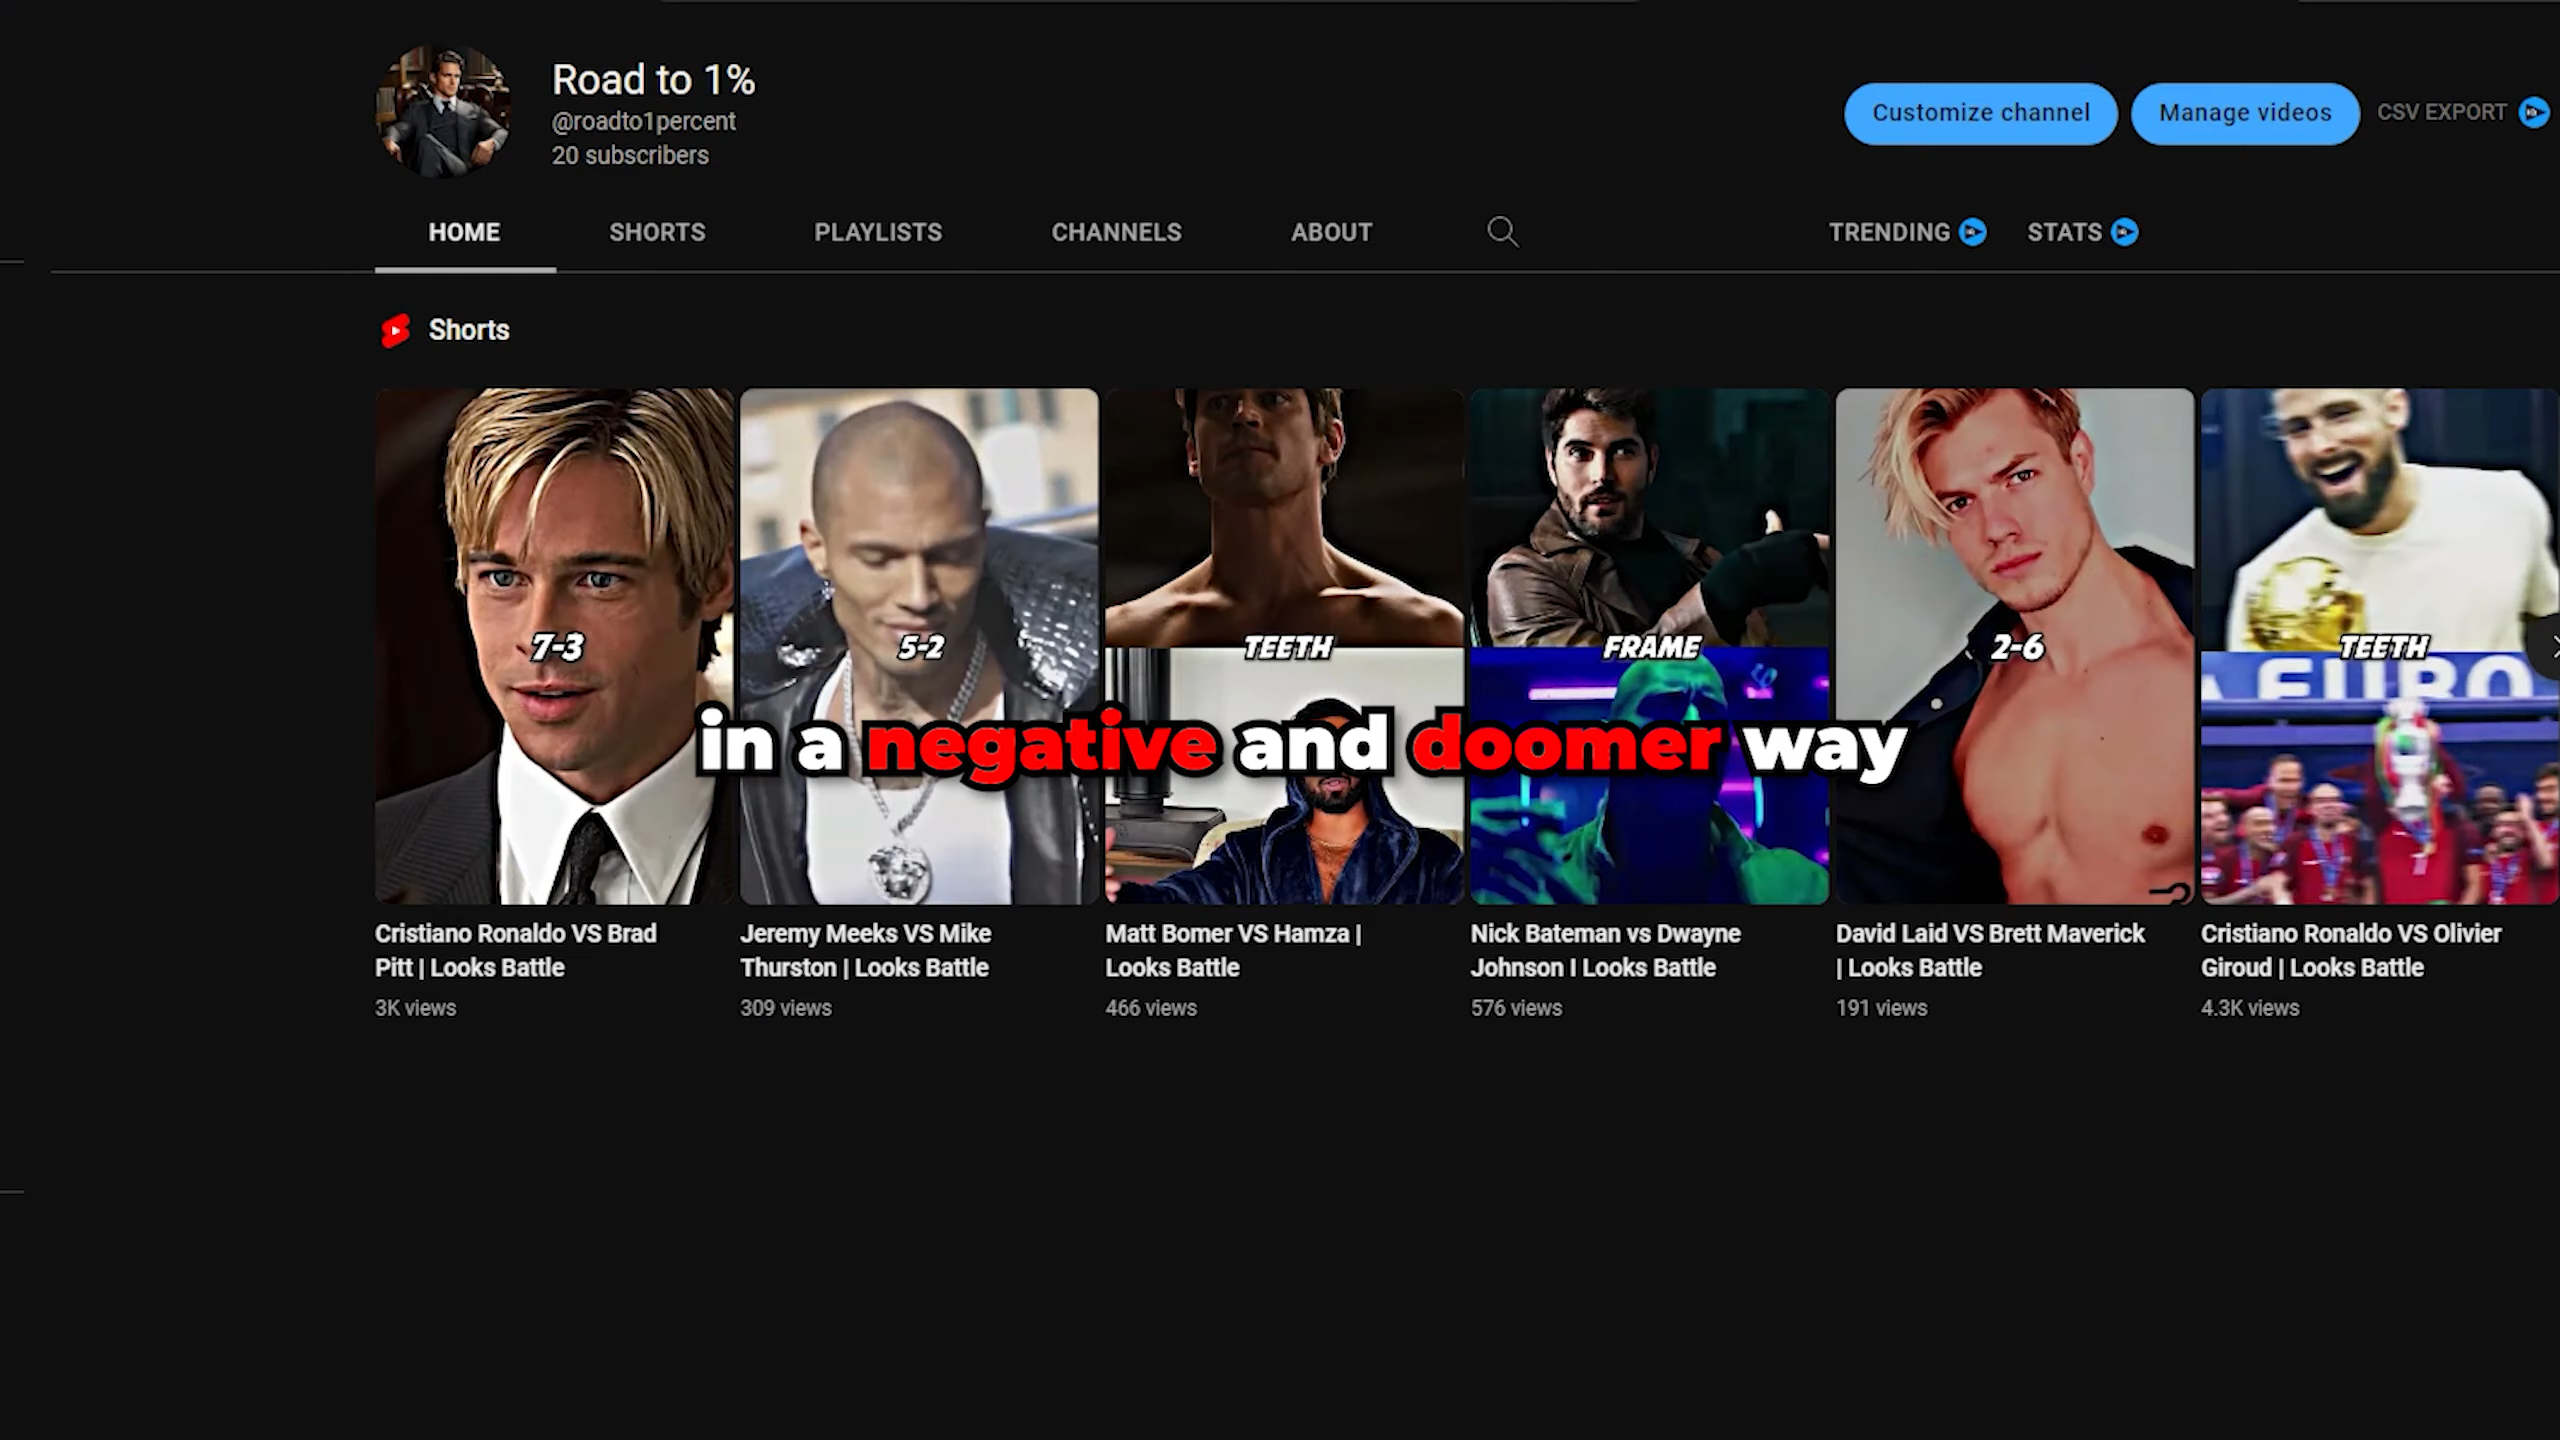 Road to 1%
@roadto1percent
20 subscribers
Customize channel
Manage videos
CSV EXPORT
HOME
SHORTS
PLAYLISTS
CHANNELS
ABOUT
TRENDING
STATS
Shorts
7-3
5-2
TEETH
FRAME
2-6
TEETH
EURO
in a negative and doomer way
Cristiano Ronaldo VS Brad
Pitt | Looks Battle
3K views
Jeremy Meeks VS Mike
Thurston | Looks Battle
309 views
Matt Bomer VS Hamza |
Looks Battle
466 views
Nick Bateman vs Dwayne
Johnson I Looks Battle
576 views
David Laid VS Brett Maverick
| Looks Battle
191 views
Cristiano Ronaldo VS Olivier
Giroud | Looks Battle
4.3K views